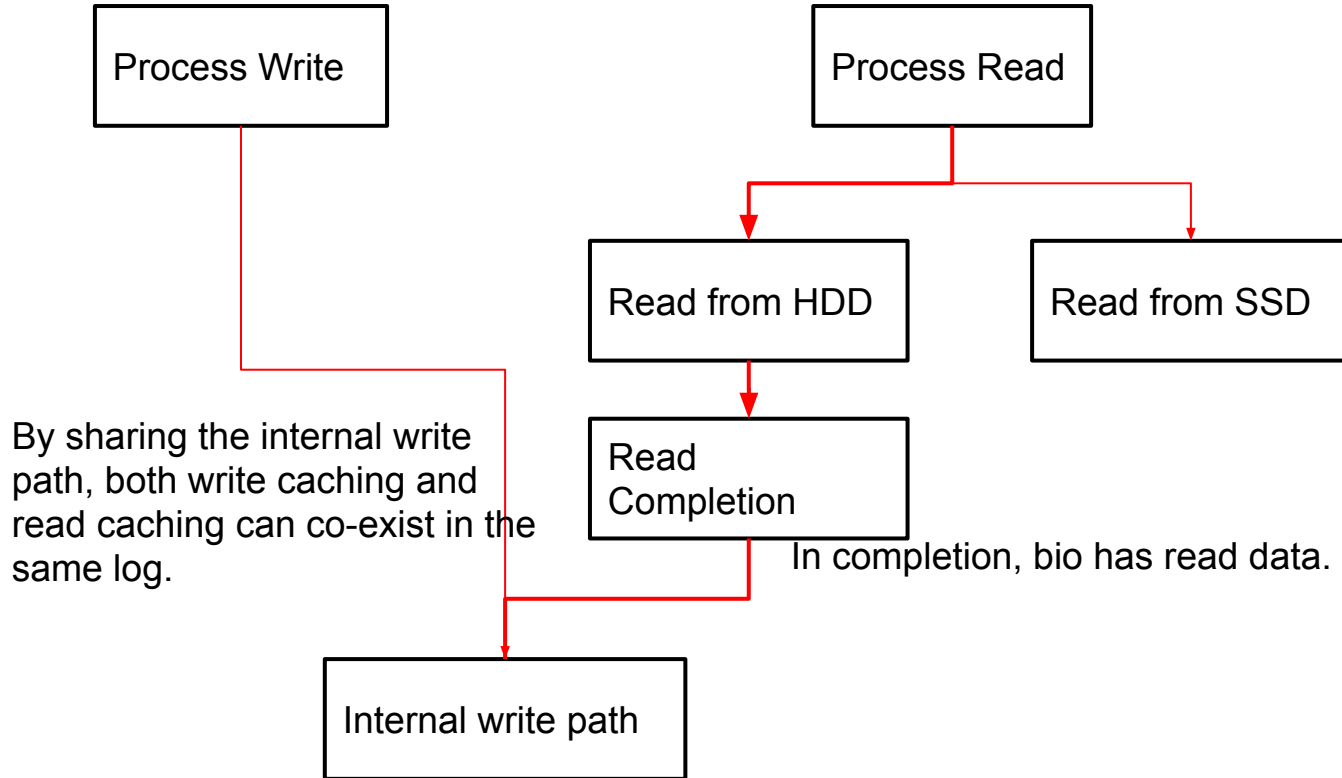 Process Write
Process Read
Read from HDD
Read from SSD
By sharing the internal write
path, both write caching and
read caching can co-exist in the
same log.
Read
Completion
In completion, bio has read data.
Internal write path